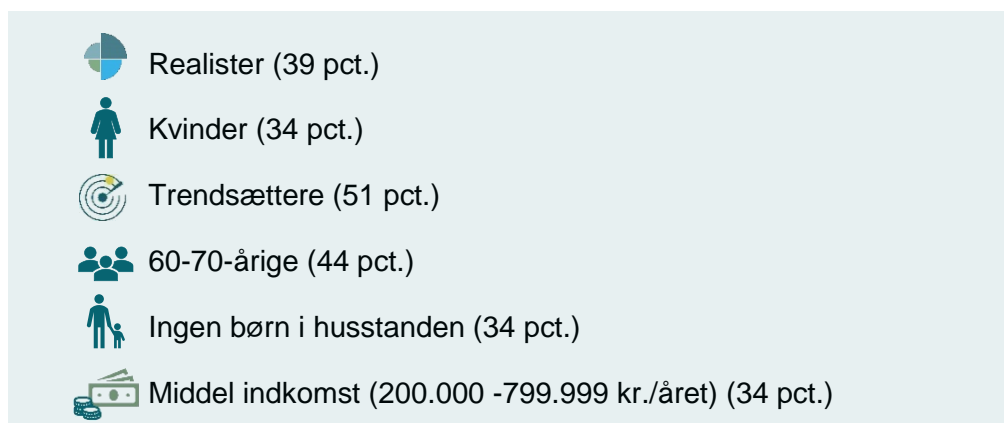 Realister (39 pct.)
Kvinder (34 pct.)
Trendsættere (51 pct.)
60-70-årige (44 pct.)
Ingen børn i husstanden (34 pct.)
Middel indkomst (200.000 -799.999 kr./året) (34 pct.)